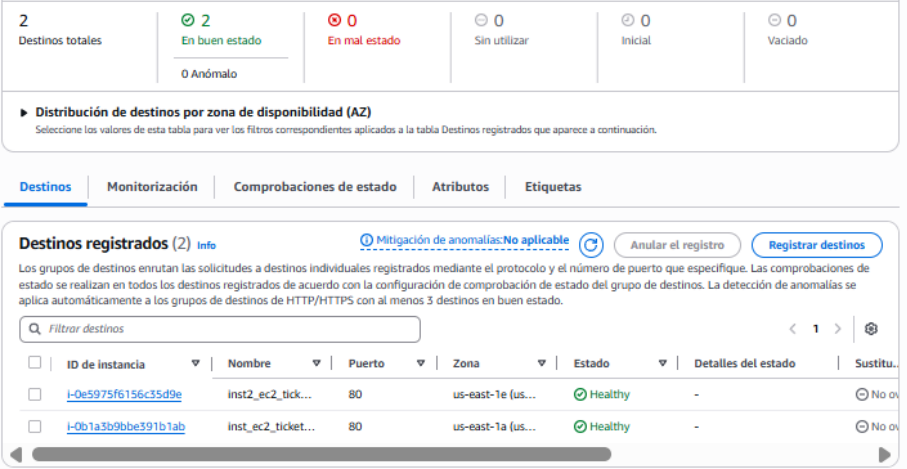 2
Destinos totales
2
En buen estado
0 Anómalo
0
En mal estado
0
Sin utilizar
0
Inicial
0
Vaciado
Distribución de destinos por zona de disponibilidad (AZ)
Seleccione los valores de esta tabla para ver los filtros correspondientes aplicados a la tabla Destinos registrados que aparece a continuación.
Destinos Monitorización Comprobaciones de estado Atributos Etiquetas
Destinos registrados (2) Info Mitigación de anomalías:No aplicable Anular el registro Registrar destinos
Los grupos de destinos enrutan las solicitudes a destinos individuales registrados mediante el protocolo y el número de puerto que especifique. Las comprobaciones de
estado se realizan en todos los destinos registrados de acuerdo con la configuración de comprobación de estado del grupo de destinos. La detección de anomalías se
aplica automáticamente a los grupos de destinos de HTTP/HTTPS con al menos 3 destinos en buen estado.
Filtrar destinos 1
ID de instancia Nombre Puerto Zona Estado Detalles del estado Sustitu...
i-0e5975f6156c35d9e inst2_ec2_tick... 80 us-east-1e (us... Healthy - No ov
i-0b1a3b9bbe391b1ab inst_ec2_ticket... 80 us-east-1a (us... Healthy - No ov